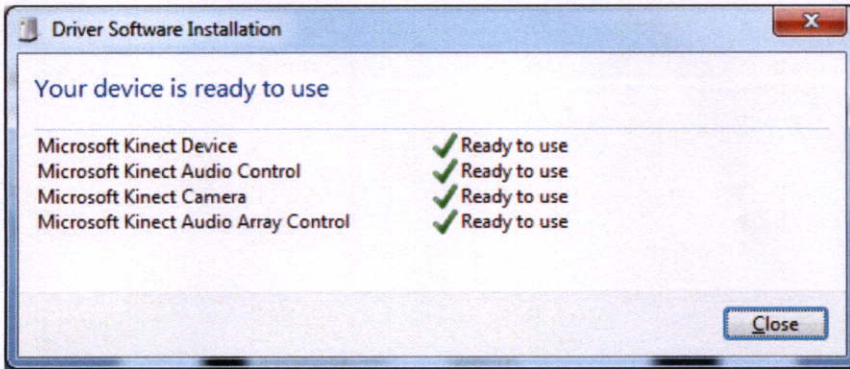 Driver Software Installation
Your device is ready to use
Microsoft Kinect Device Ready to use
Microsoft Kinect Audio Control Ready to use
Microsoft Kinect Camera Ready to use
Microsoft Kinect Audio Array Control Ready to use
Close